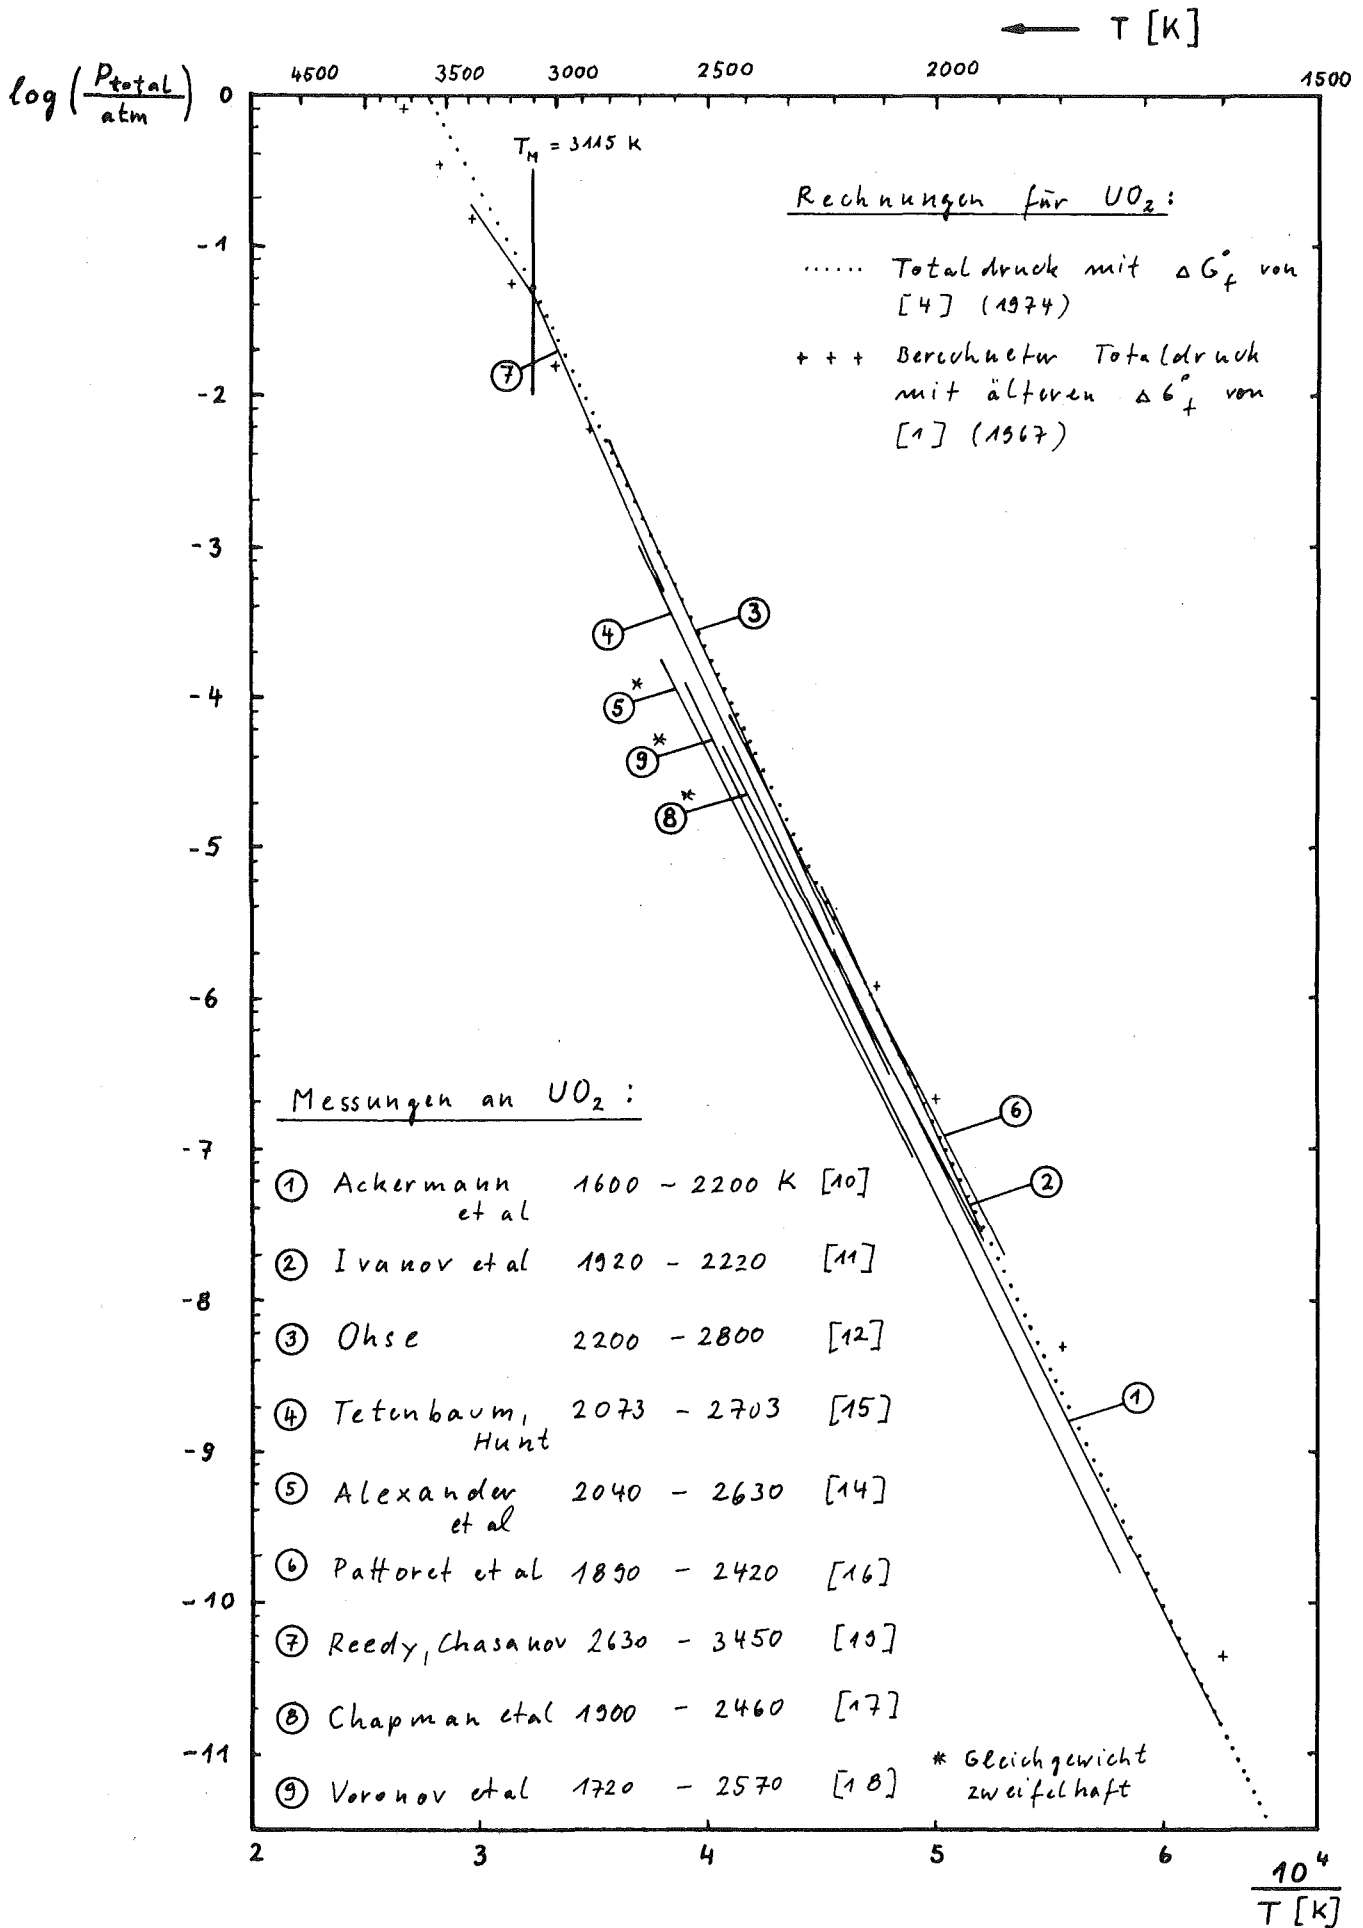 T [K]
4500 3500 3000 2500 2000 1500
log (P total / atm)
0
T_M = 3115 K
Rechnungen für UO₂:
-1
...... Totaldruck mit Δ G°f von
[4] (1974)
+ + + Berechneter Totaldruck
mit älteren Δ G°f von
[1] (1967)
7
-2
-3
3
4
-4
5 *
9 *
8 *
-5
-6
Messungen an UO₂ :
6
-7
2
① Ackermann 1600 - 2200 K [10]
et al
② Ivanov et al 1920 - 2220 [11]
-8
③ Ohse 2200 - 2800 [12]
1
④ Tetenbaum, 2073 - 2703 [15]
Hunt
-9
⑤ Alexander 2040 - 2630 [14]
et al
⑥ Pattoret et al 1890 - 2420 [16]
-10
⑦ Reedy, Chasanov 2630 - 3450 [19]
⑧ Chapman et al 1900 - 2460 [17]
-11
* Gleichgewicht
zweifelhaft
⑨ Voronov et al 1720 - 2570 [18]
2 3 4 5 6
10⁴
T [K]